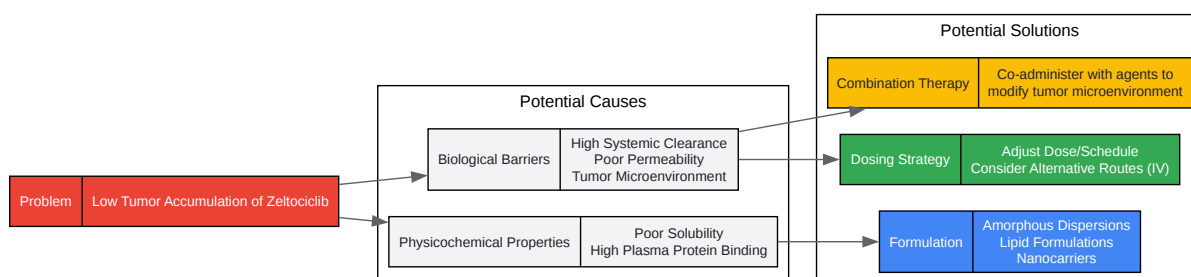 Problem
Low Tumor Accumulation of Zeltociclib
Potential Causes
Biological Barriers
High Systemic Clearance
Poor Permeability
Tumor Microenvironment
Physicochemical Properties
Poor Solubility
High Plasma Protein Binding
Potential Solutions
Combination Therapy
Co-administer with agents to
modify tumor microenvironment
Dosing Strategy
Adjust Dose/Schedule
Consider Alternative Routes (IV)
Formulation
Amorphous Dispersions
Lipid Formulations
Nanocarriers